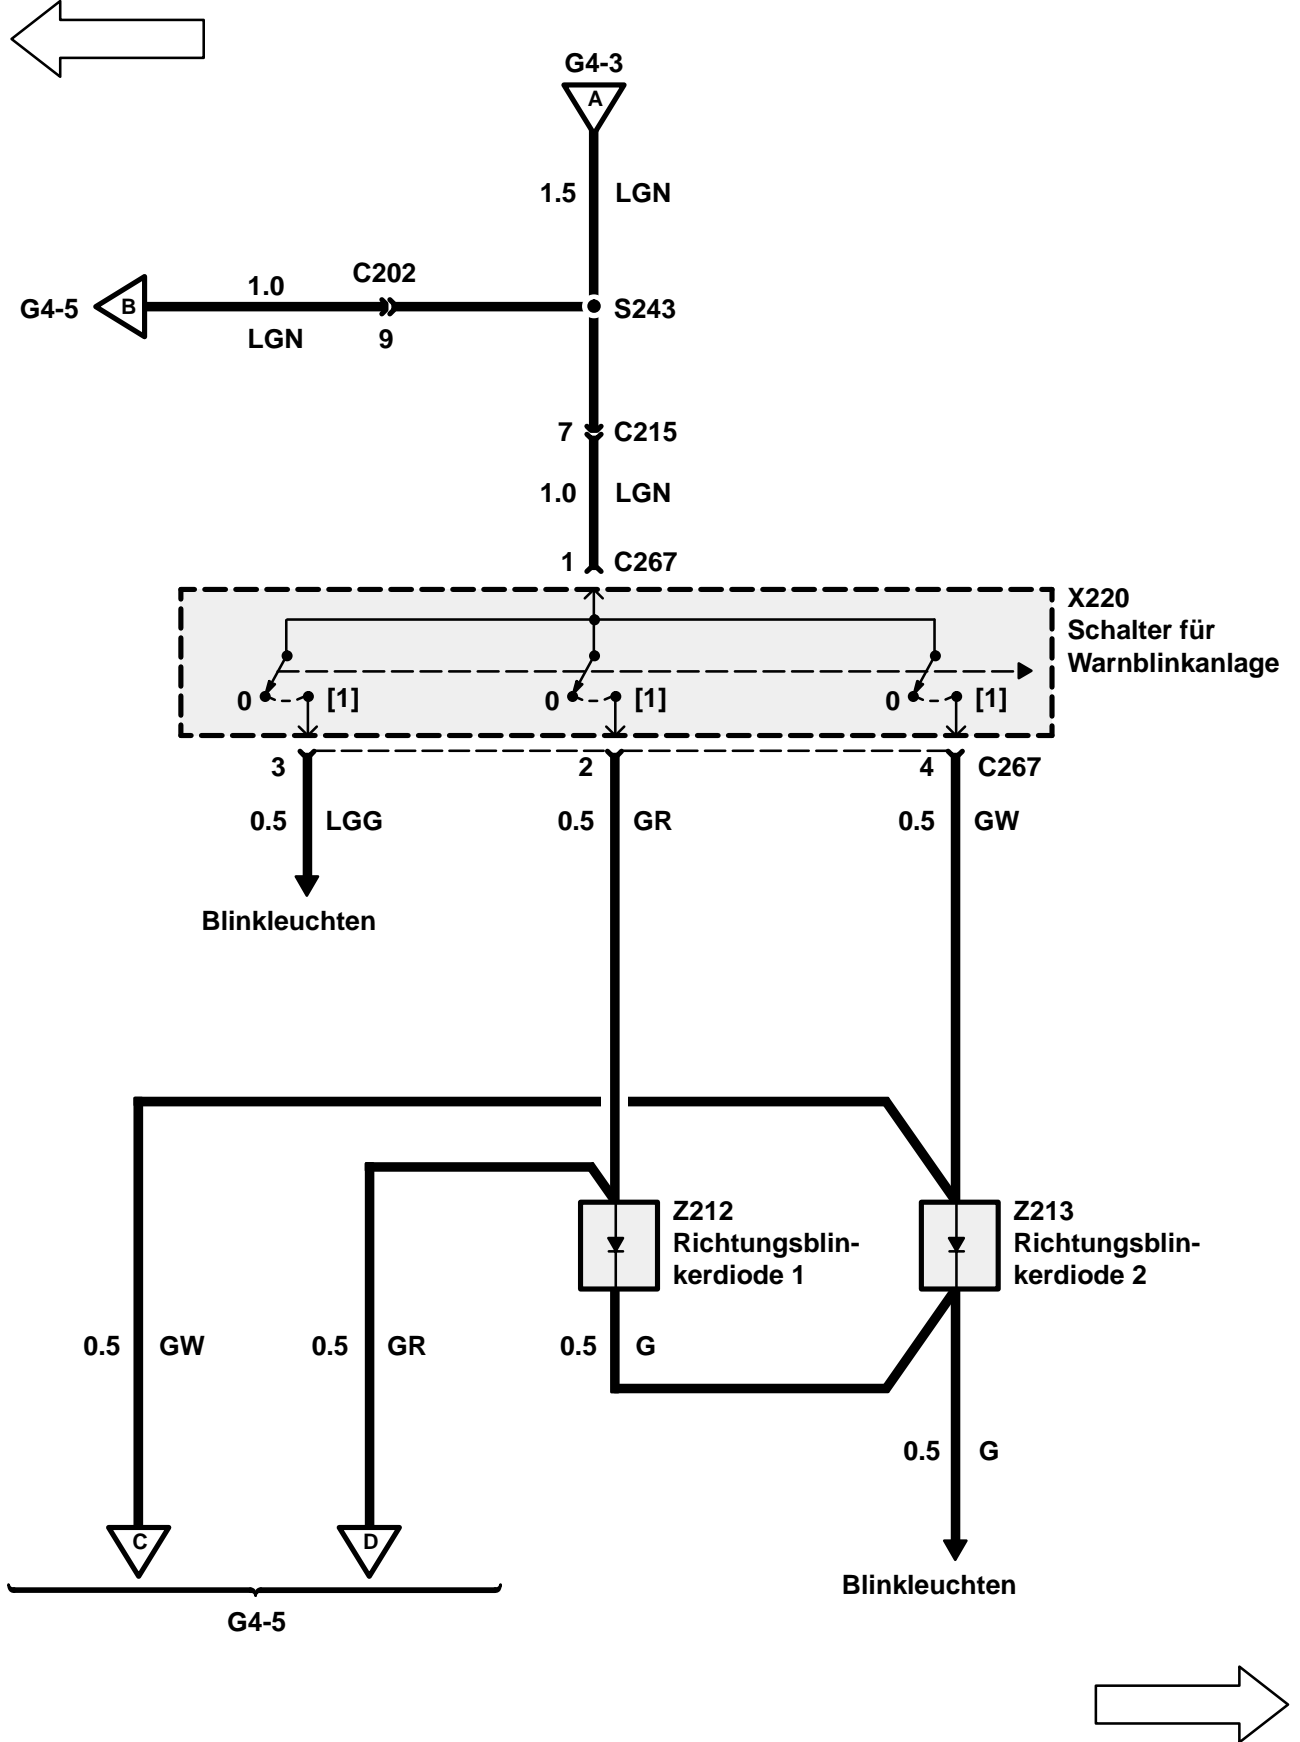 G4-3
A
1.5 LGN
C202
1.0
G4-5 B S243
LGN 9
7 C215
1.0 LGN
1 C267
X220
Schalter für
Warnblinkanlage
0 [1] 0 [1] 0 [1]
3 2 4 C267
0.5 LGG 0.5 GR 0.5 GW
Blinkleuchten
Z212
Richtungsblin-
kerdiode 1
Z213
Richtungsblin-
kerdiode 2
0.5 GW 0.5 GR 0.5 G
0.5 G
C D
Blinkleuchten
G4-5